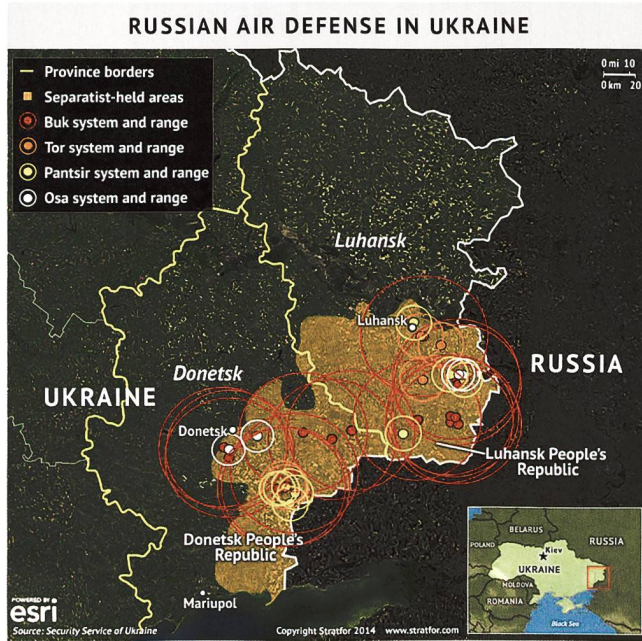 RUSSIAN AIR DEFENSE IN UKRAINE
Province borders
Separatist-held areas
Buk system and range
Tor system and range
Pantsir system and range
Osa system and range
0 mi 10
0 km 20
Luhansk
Luhansk
RUSSIA
Donetsk
UKRAINE
Donetsk
Luhansk People's
Republic
Donetsk People's
Republic
Mariupol
BELARUS
POLAND
Kiev
RUSSIA
UKRAINE
MOLDOVA
ROMANIA
Black Sea
POWERED BY
esri
Source: Security Service of Ukraine
Copyright Stratfor 2014 www.stratfor.com